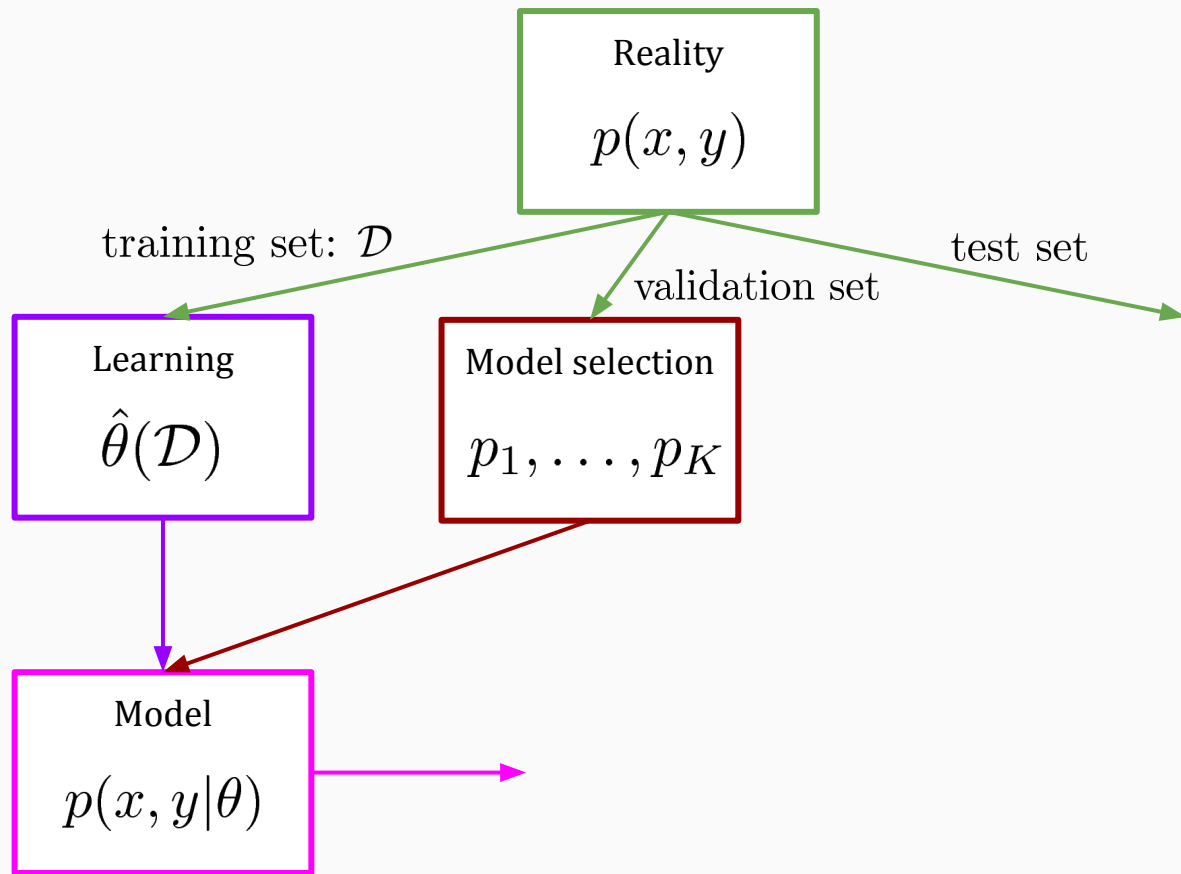 Reality
p(x, y)
training set: 𝒟
test set
validation set
Learning
θ̂(𝒟)
Model selection
p₁, . . . , p_K
Model
p(x, y|θ)